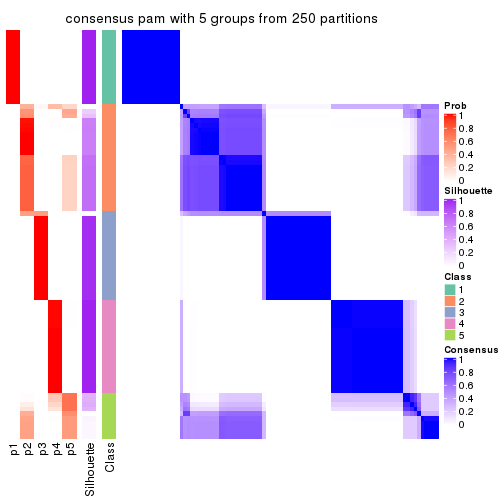 consensus pam with 5 groups from 250 partitions
Prob
1
0.8
0.6
0.4
0.2
0
Silhouette
1
0.8
0.6
0.4
0.2
0
Class
1
2
3
4
5
Consensus
1
0.8
0.6
0.4
0.2
0
p1
p2
p3
p4
p5
Silhouette
Class